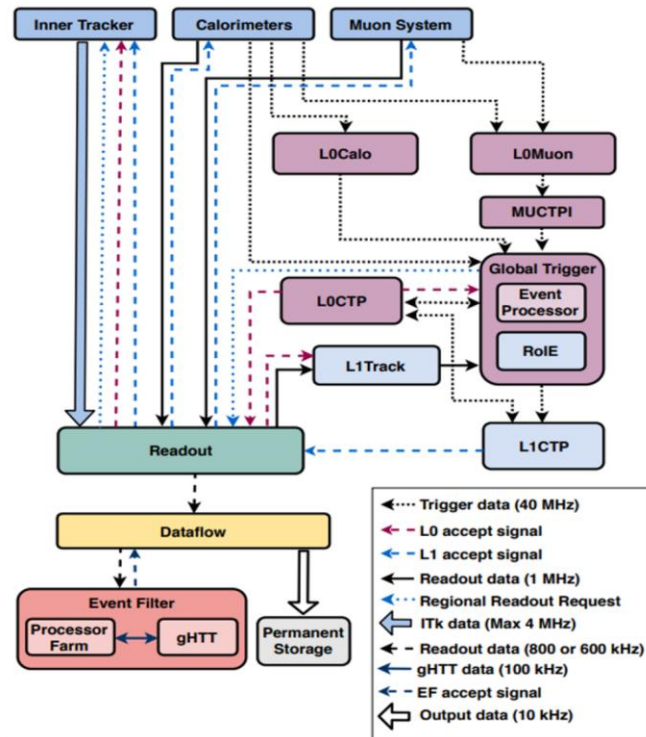 Inner Tracker
Calorimeters
Muon System
L0Calo
L0Muon
MUCTPI
Global Trigger
Event
Processor
RoIE
L0CTP
L1Track
L1CTP
Readout
Dataflow
Event Filter
Processor
Farm
gHTT
Permanent
Storage
Trigger data (40 MHz)
L0 accept signal
L1 accept signal
Readout data (1 MHz)
Regional Readout Request
ITk data (Max 4 MHz)
Readout data (800 or 600 kHz)
gHTT data (100 kHz)
EF accept signal
Output data (10 kHz)